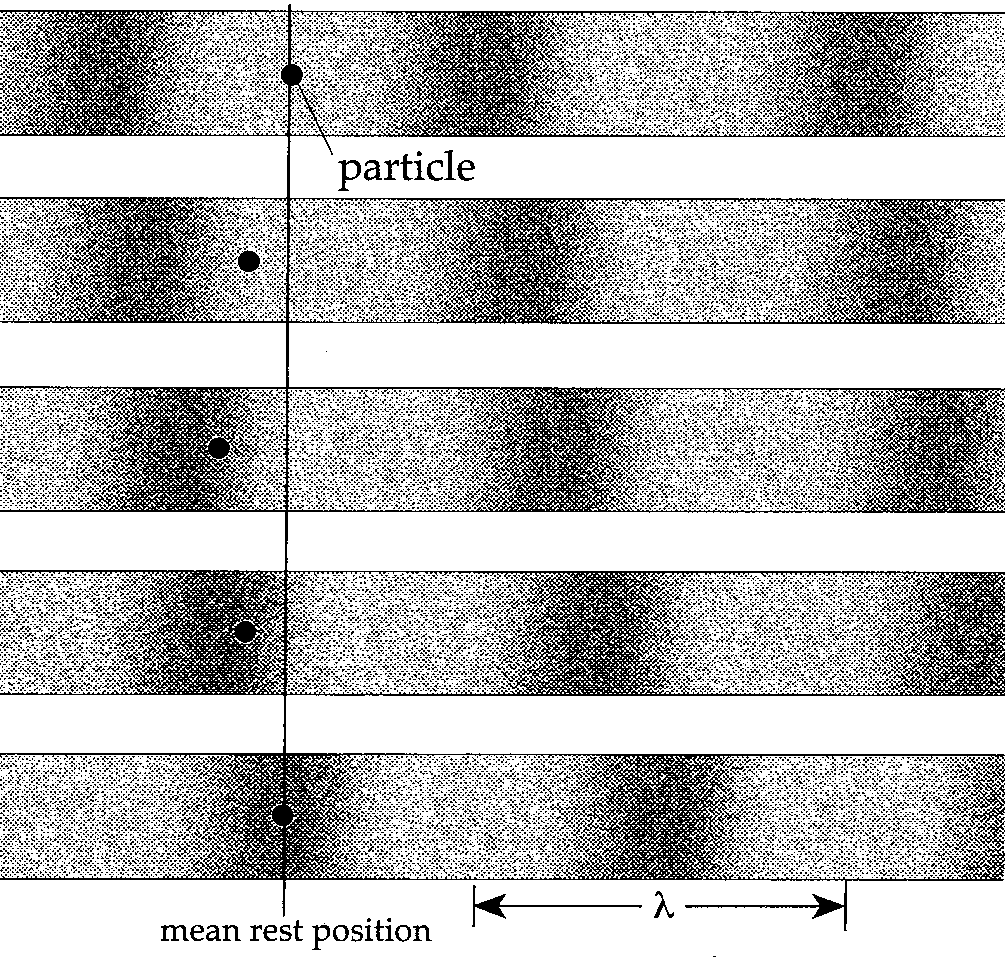 particle
λ
mean rest position